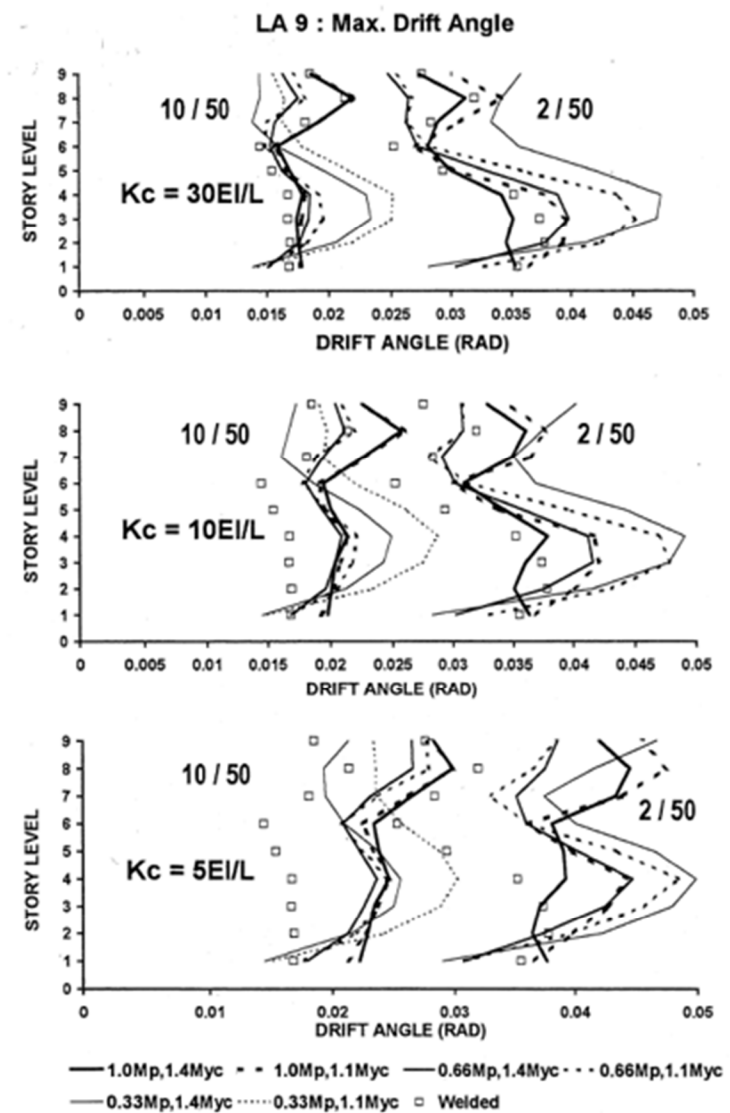 LA 9 : Max. Drift Angle
9
8
7
6
5
4
3
2
1
0
STORY LEVEL
10 / 50
2 / 50
Kc = 30EI/L
0 0.005 0.01 0.015 0.02 0.025 0.03 0.035 0.04 0.045 0.05
DRIFT ANGLE (RAD)
9
8
7
6
5
4
3
2
1
0
STORY LEVEL
10 / 50
2 / 50
Kc = 10EI/L
0 0.005 0.01 0.015 0.02 0.025 0.03 0.035 0.04 0.045 0.05
DRIFT ANGLE (RAD)
9
8
7
6
5
4
3
2
1
0
STORY LEVEL
10 / 50
2 / 50
Kc = 5EI/L
0 0.01 0.02 0.03 0.04 0.05
DRIFT ANGLE (RAD)
1.0Mp,1.4Myc 1.0Mp,1.1Myc 0.66Mp,1.4Myc 0.66Mp,1.1Myc
0.33Mp,1.4Myc 0.33Mp,1.1Myc Welded